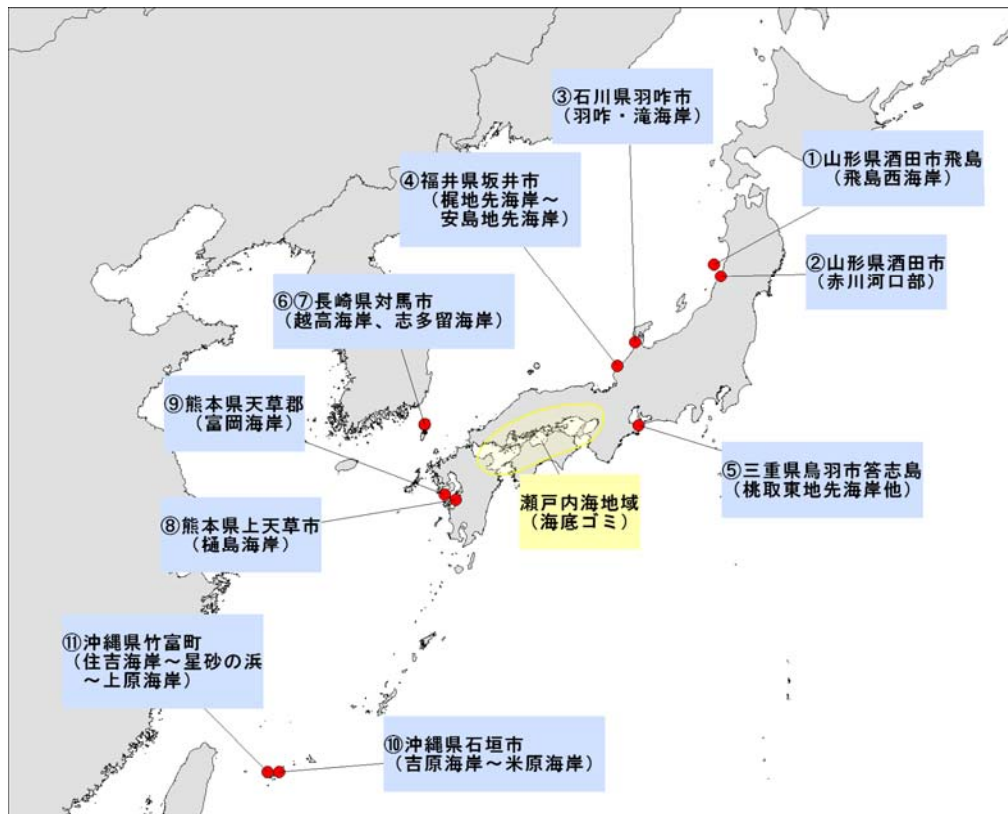 ③石川県羽咋市
（羽咋・滝海岸）
①山形県酒田市飛島
（飛島西海岸）
④福井県坂井市
（梶地先海岸～
安島地先海岸）
②山形県酒田市
（赤川河口部）
⑥⑦長崎県対馬市
（越高海岸、志多留海岸）
⑨熊本県天草郡
（富岡海岸）
⑤三重県鳥羽市答志島
（桃取東地先海岸他）
瀬戸内海地域
（海底ゴミ）
⑧熊本県上天草市
（樋島海岸）
⑪沖縄県竹富町
（住吉海岸～星砂の浜
～上原海岸）
⑩沖縄県石垣市
（吉原海岸～米原海岸）